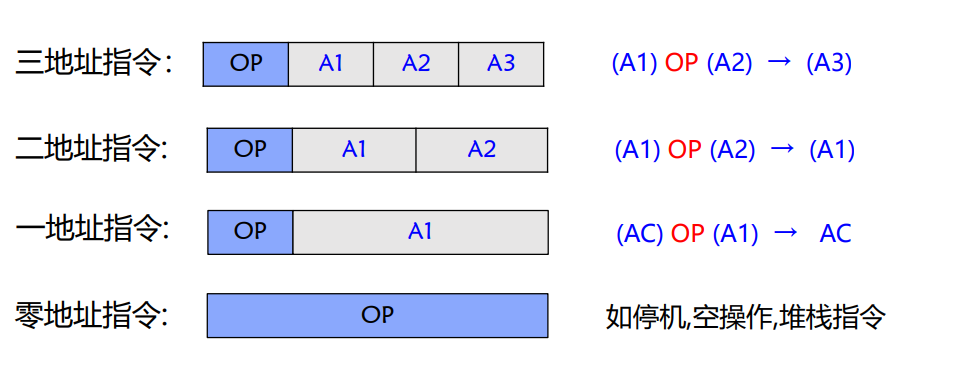 三地址指令： OP A1 A2 A3 (A1) OP (A2) → (A3)
二地址指令: OP A1 A2 (A1) OP (A2) → (A1)
一地址指令: OP A1 (AC) OP (A1) → AC
零地址指令: OP 如停机,空操作,堆栈指令